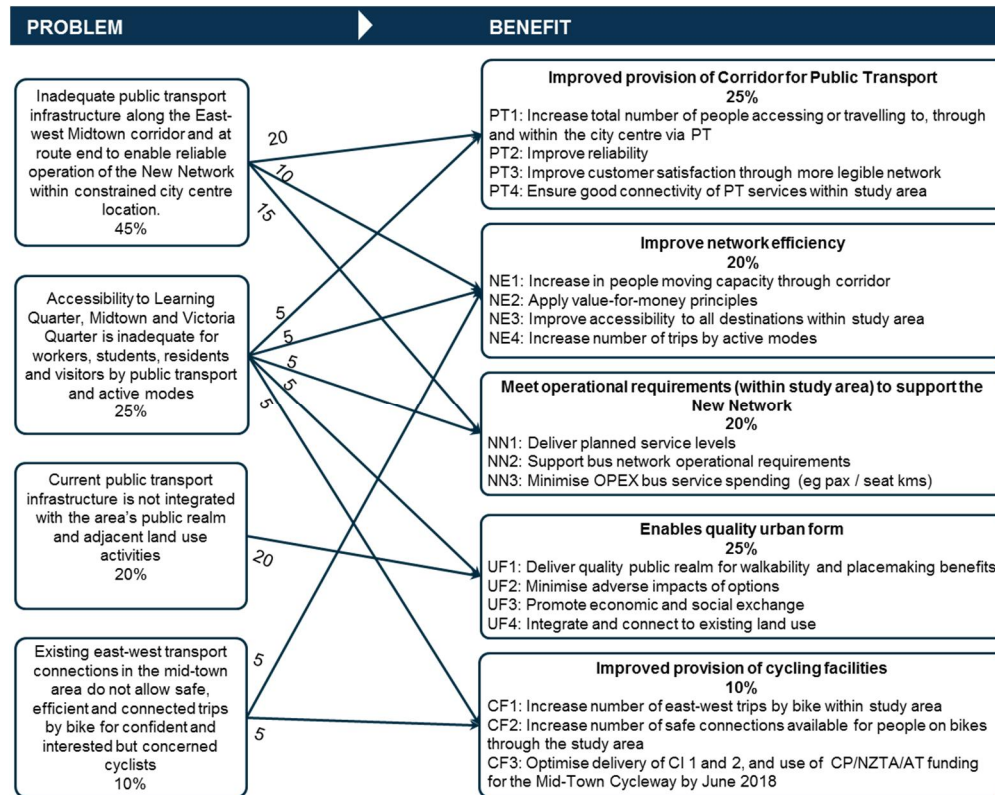 PROBLEM
BENEFIT
Inadequate public transport
infrastructure along the East-
west Midtown corridor and at
route end to enable reliable
operation of the New Network
within constrained city centre
location.
45%
Accessibility to Learning
Quarter, Midtown and Victoria
Quarter is inadequate for
workers, students, residents
and visitors by public transport
and active modes
25%
Current public transport
infrastructure is not integrated
with the area's public realm
and adjacent land use
activities
20%
Existing east-west transport
connections in the mid-town
area do not allow safe,
efficient and connected trips
by bike for confident and
interested but concerned
cyclists
10%
20
10
15
5
5
5
5
5
20
5
5
Improved provision of Corridor for Public Transport
25%
PT1: Increase total number of people accessing or travelling to, through
and within the city centre via PT
PT2: Improve reliability
PT3: Improve customer satisfaction through more legible network
PT4: Ensure good connectivity of PT services within study area
Improve network efficiency
20%
NE1: Increase in people moving capacity through corridor
NE2: Apply value-for-money principles
NE3: Improve accessibility to all destinations within study area
NE4: Increase number of trips by active modes
Meet operational requirements (within study area) to support the
New Network
20%
NN1: Deliver planned service levels
NN2: Support bus network operational requirements
NN3: Minimise OPEX bus service spending (eg pax / seat kms)
Enables quality urban form
25%
UF1: Deliver quality public realm for walkability and placemaking benefits
UF2: Minimise adverse impacts of options
UF3: Promote economic and social exchange
UF4: Integrate and connect to existing land use
Improved provision of cycling facilities
10%
CF1: Increase number of east-west trips by bike within study area
CF2: Increase number of safe connections available for people on bikes
through the study area
CF3: Optimise delivery of CI 1 and 2, and use of CP/NZTA/AT funding
for the Mid-Town Cycleway by June 2018